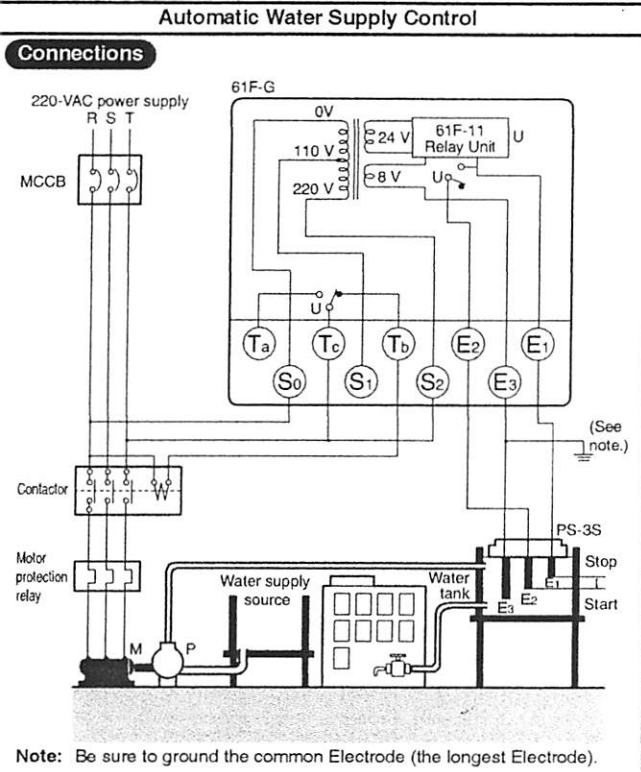 Automatic Water Supply Control
Connections
61F-G
220-VAC power supply
R S T
MCCB
0V
110 V
220 V
24 V
8 V
61F-11
Relay Unit
U
U
U
Ta
Tc
Tb
E2
E1
S0
S1
S2
E3
(See
note.)
Contactor
PS-3S
Motor
protection
relay
Water supply
source
Water
tank
Stop
E1
E2
E3
Start
M
P
Note: Be sure to ground the common Electrode (the longest Electrode).